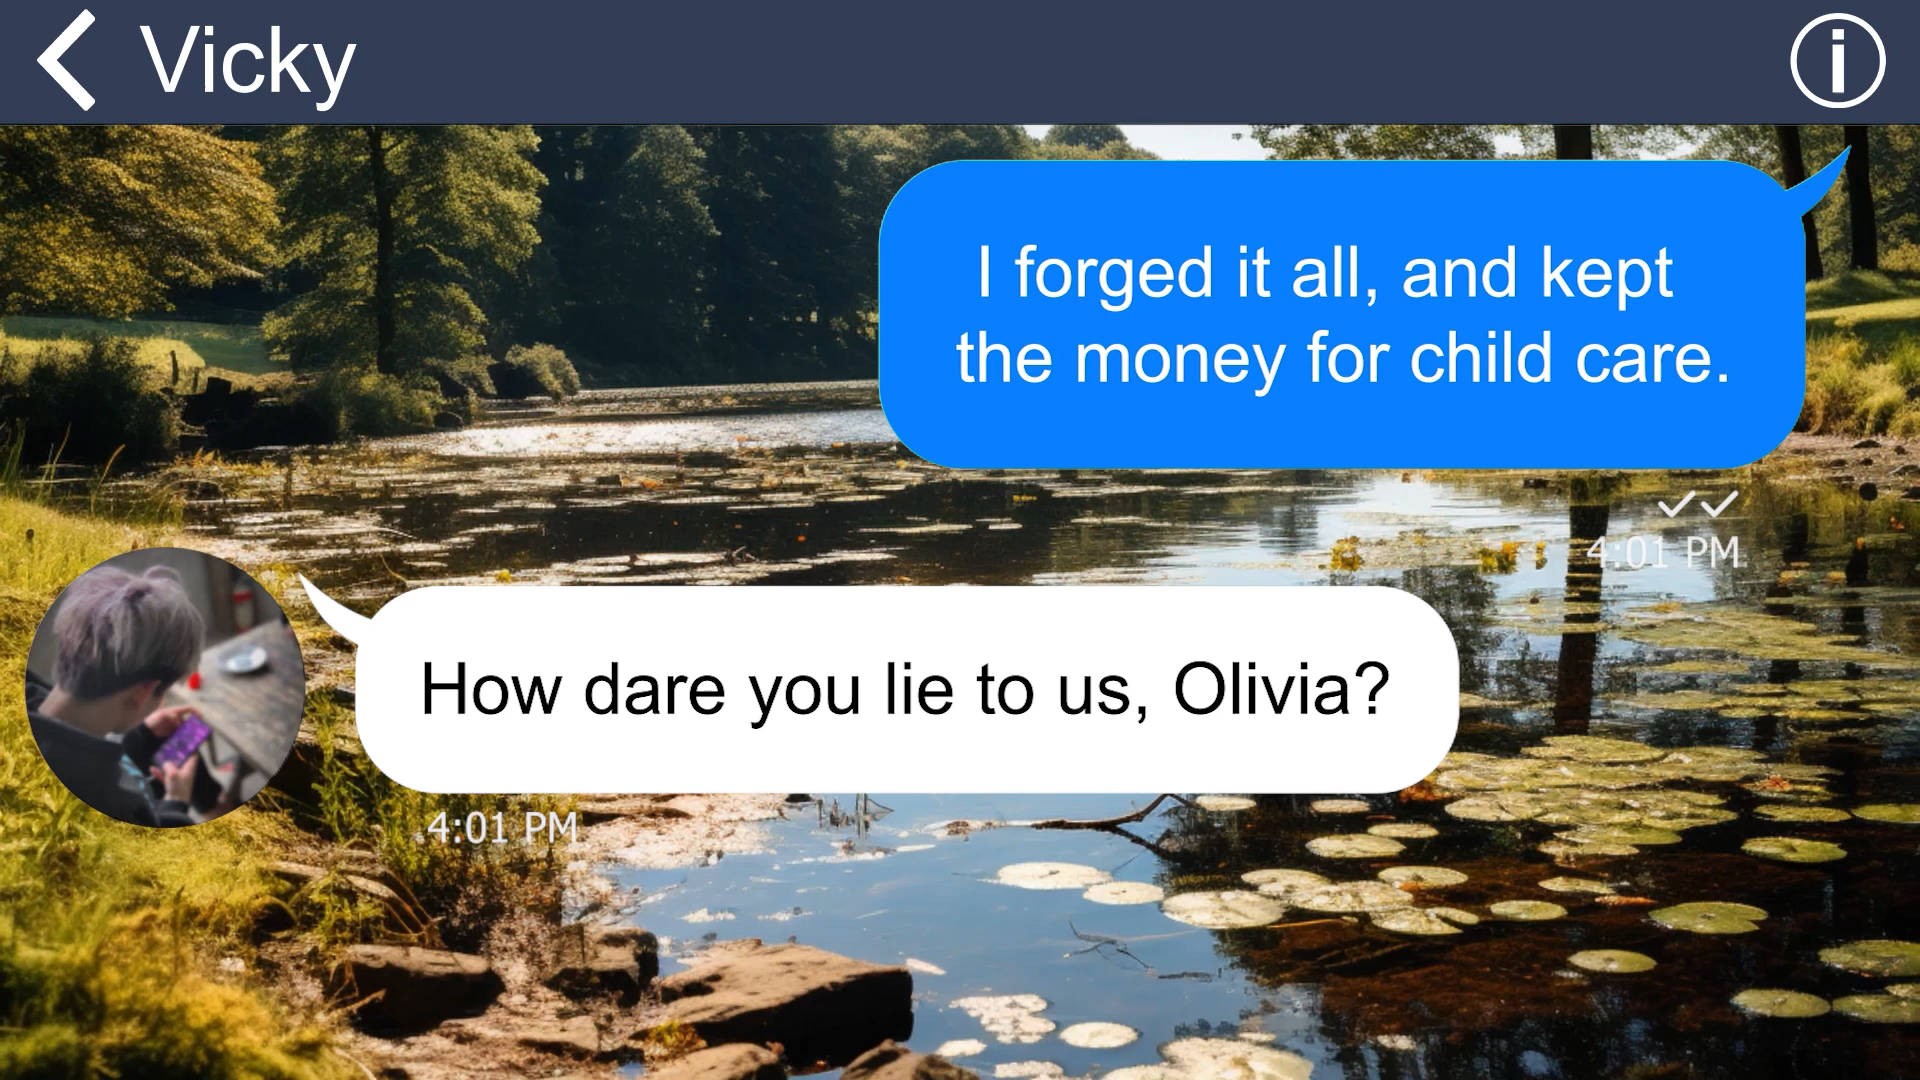 Vicky
I forged it all, and kept
the money for child care.
4:01 PM
How dare you lie to us, Olivia?
4:01 PM